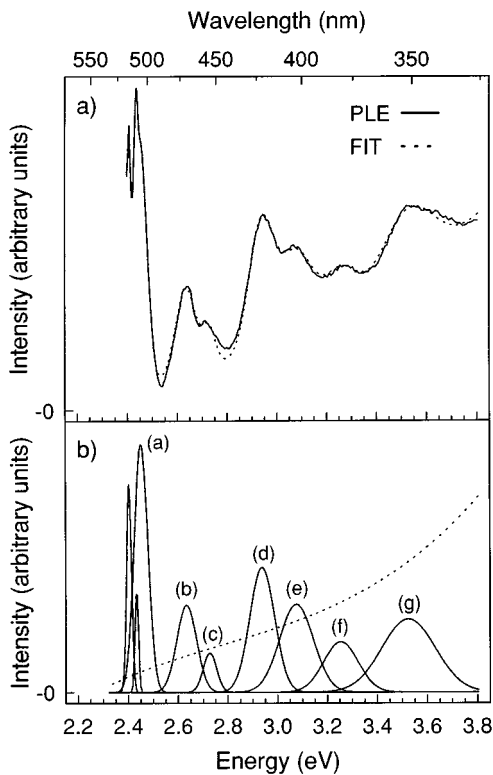 Wavelength (nm)
550 500 450 400 350
a)
PLE
FIT
Intensity (arbitrary units)
-0
b)
(a)
(b)
(c)
(d)
(e)
(f)
(g)
Intensity (arbitrary units)
-0
2.2 2.4 2.6 2.8 3.0 3.2 3.4 3.6 3.8
Energy (eV)